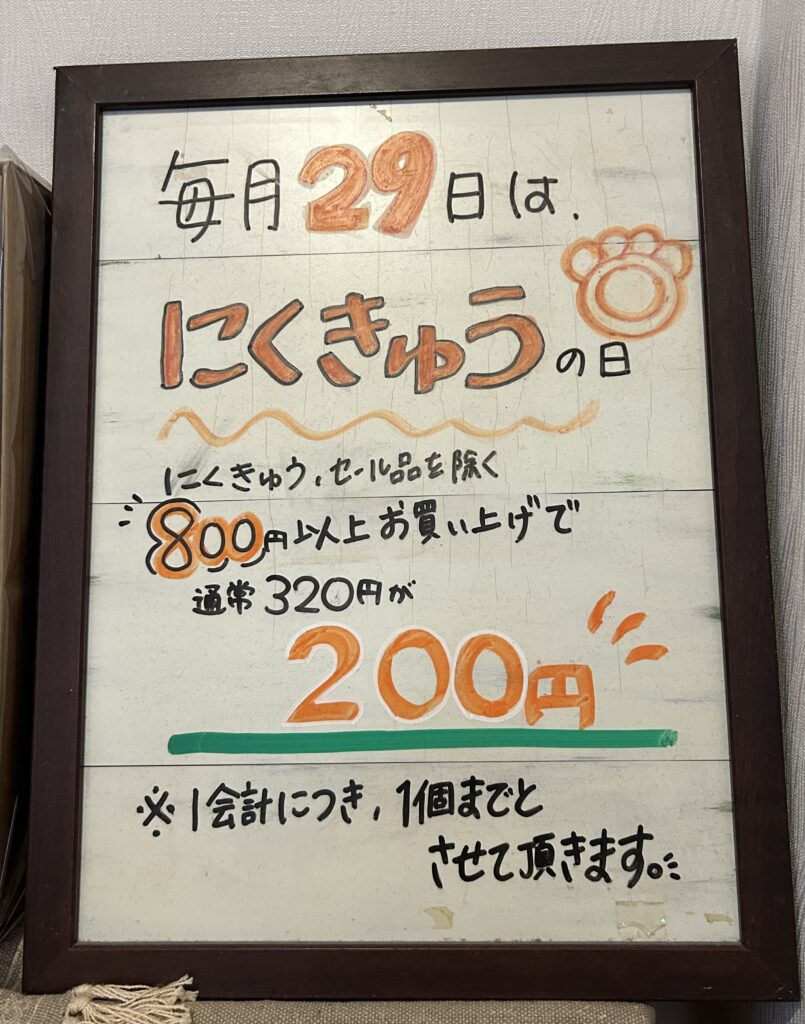 毎月29日は、
にくきゅうの日
にくきゅう、セール品を除く
800円以上お買い上げで
通常320円が
200円
※1会計につき、1個までと
させて頂きます。